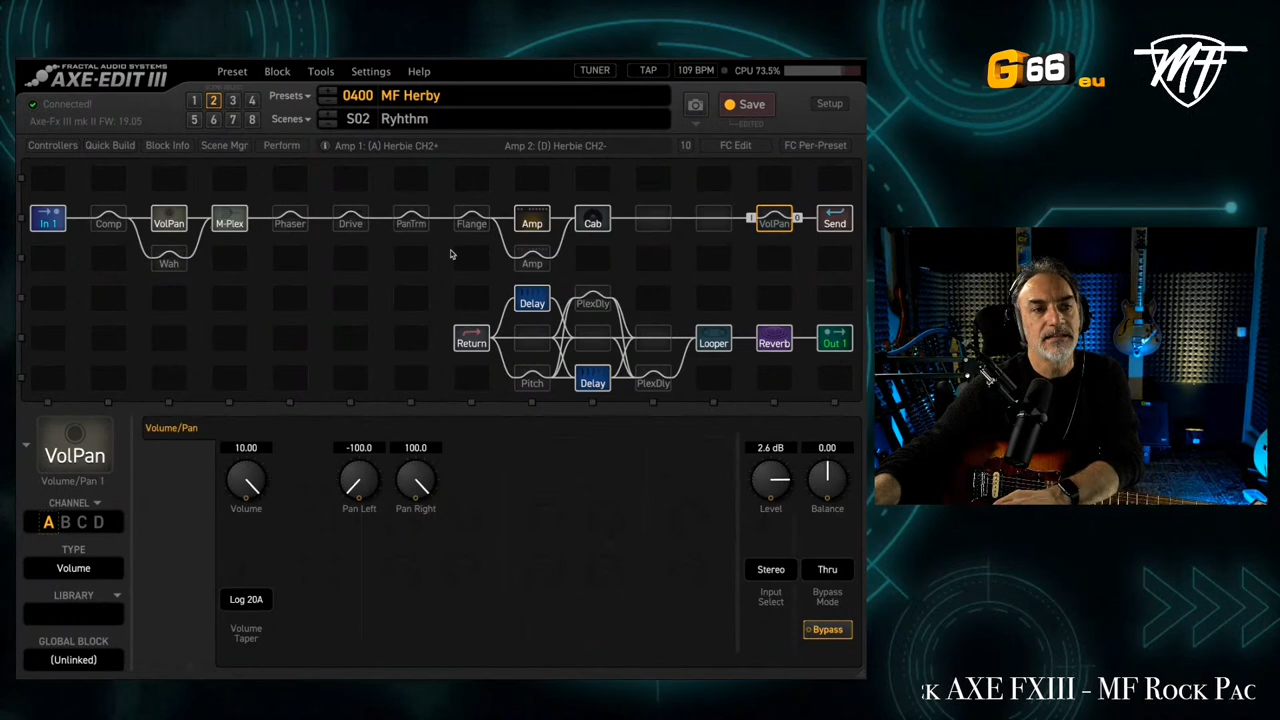 FRACTAL AUDIO SYSTEMS
AXE-EDIT III
Preset Block Tools Settings Help
TUNER TAP 109 BPM CPU 73.5%
Connected!
Axe-Fx III mk II FW: 19.05
1 2 3 4
5 6 7 8
Presets
0400 MF Herby
Scenes
S02 Ryhthm
Save
EDITED
Setup
Controllers Quick Build Block Info Scene Mgr Perform
Amp 1: (A) Herbie CH2+ Amp 2: (D) Herbie CH2-
10 FC Edit FC Per-Preset
In 1 Comp VolPan M-Plex Phaser Drive PanTrm Flange Amp Cab VolPan Send
Wah Amp
Delay PlexDly
Return Looper Reverb Out 1
Pitch Delay PlexDly
VolPan
Volume/Pan 1
CHANNEL
A B C D
TYPE
Volume
LIBRARY
GLOBAL BLOCK
(Unlinked)
Volume/Pan
10.00 -100.0 100.0
Volume Pan Left Pan Right
Log 20A
Volume Taper
2.6 dB 0.00
Level Balance
Stereo Thru
Input Select
Bypass Mode
Bypass
G66 eu
MF
k AXE FXIII - MF Rock Pac